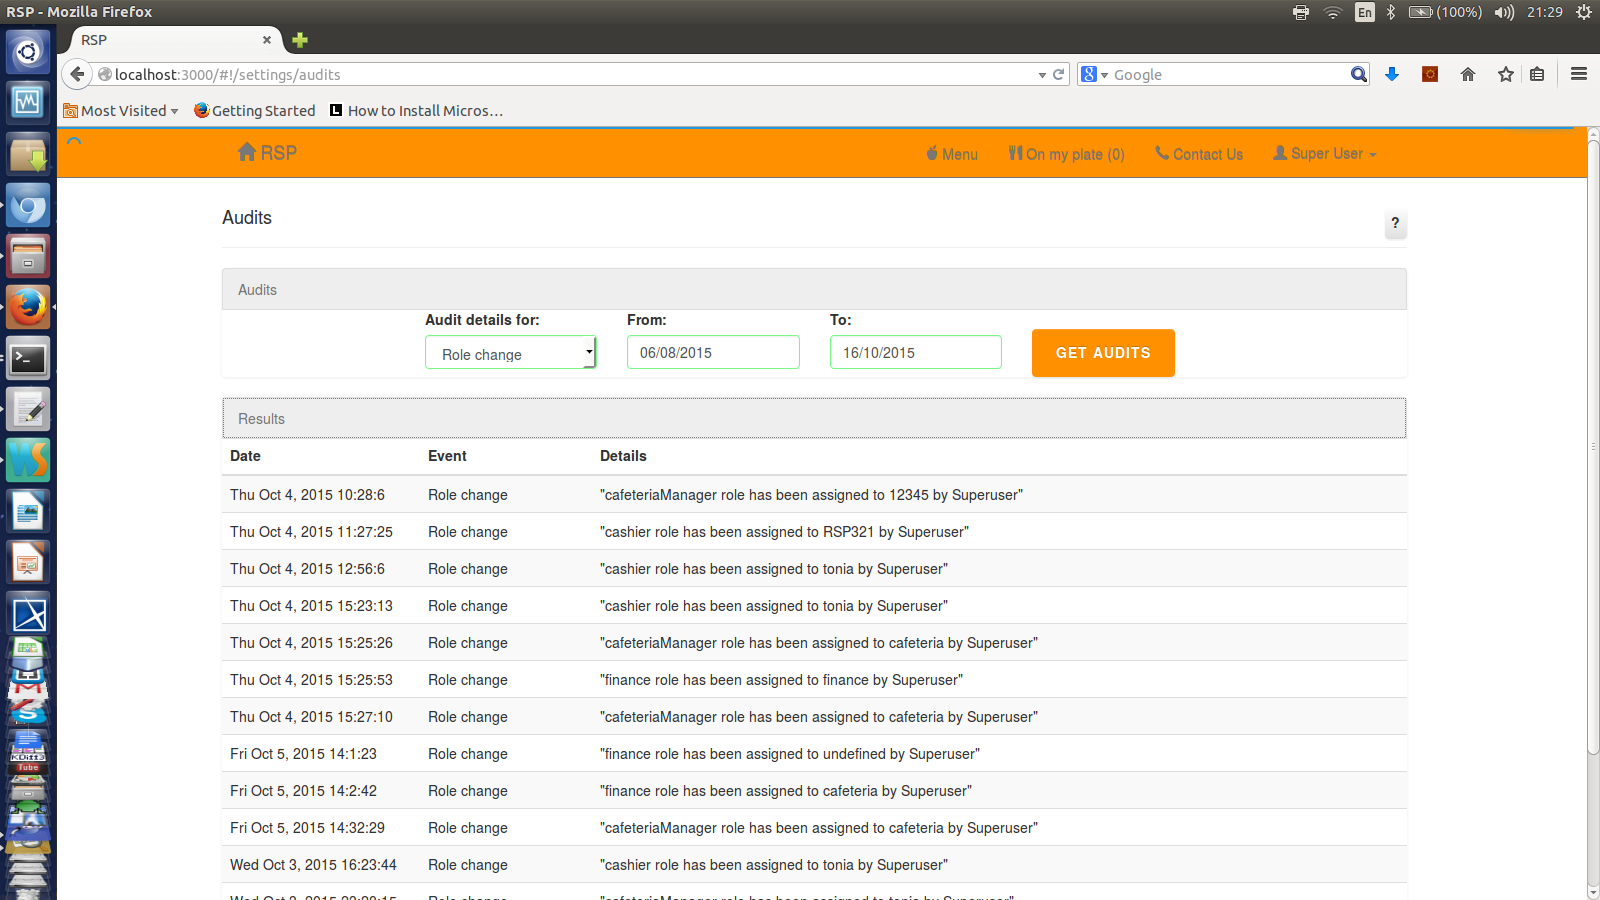 RSP - Mozilla Firefox
En (100%) 21:29
RSP
localhost:3000/#!/settings/audits
Google
Most Visited Getting Started How to Install Micros...
RSP Menu On my plate (0) Contact Us Super User
Audits ?
Audits
Audit details for: From: To:
Role change 06/08/2015 16/10/2015 GET AUDITS
Results
Date Event Details
Thu Oct 4, 2015 10:28:6 Role change "cafeteriaManager role has been assigned to 12345 by Superuser"
Thu Oct 4, 2015 11:27:25 Role change "cashier role has been assigned to RSP321 by Superuser"
Thu Oct 4, 2015 12:56:6 Role change "cashier role has been assigned to tonia by Superuser"
Thu Oct 4, 2015 15:23:13 Role change "cashier role has been assigned to tonia by Superuser"
Thu Oct 4, 2015 15:25:26 Role change "cafeteriaManager role has been assigned to cafeteria by Superuser"
Thu Oct 4, 2015 15:25:53 Role change "finance role has been assigned to finance by Superuser"
Thu Oct 4, 2015 15:27:10 Role change "cafeteriaManager role has been assigned to cafeteria by Superuser"
Fri Oct 5, 2015 14:1:23 Role change "finance role has been assigned to undefined by Superuser"
Fri Oct 5, 2015 14:2:42 Role change "finance role has been assigned to cafeteria by Superuser"
Fri Oct 5, 2015 14:32:29 Role change "cafeteriaManager role has been assigned to cafeteria by Superuser"
Wed Oct 3, 2015 16:23:44 Role change "cashier role has been assigned to tonia by Superuser"